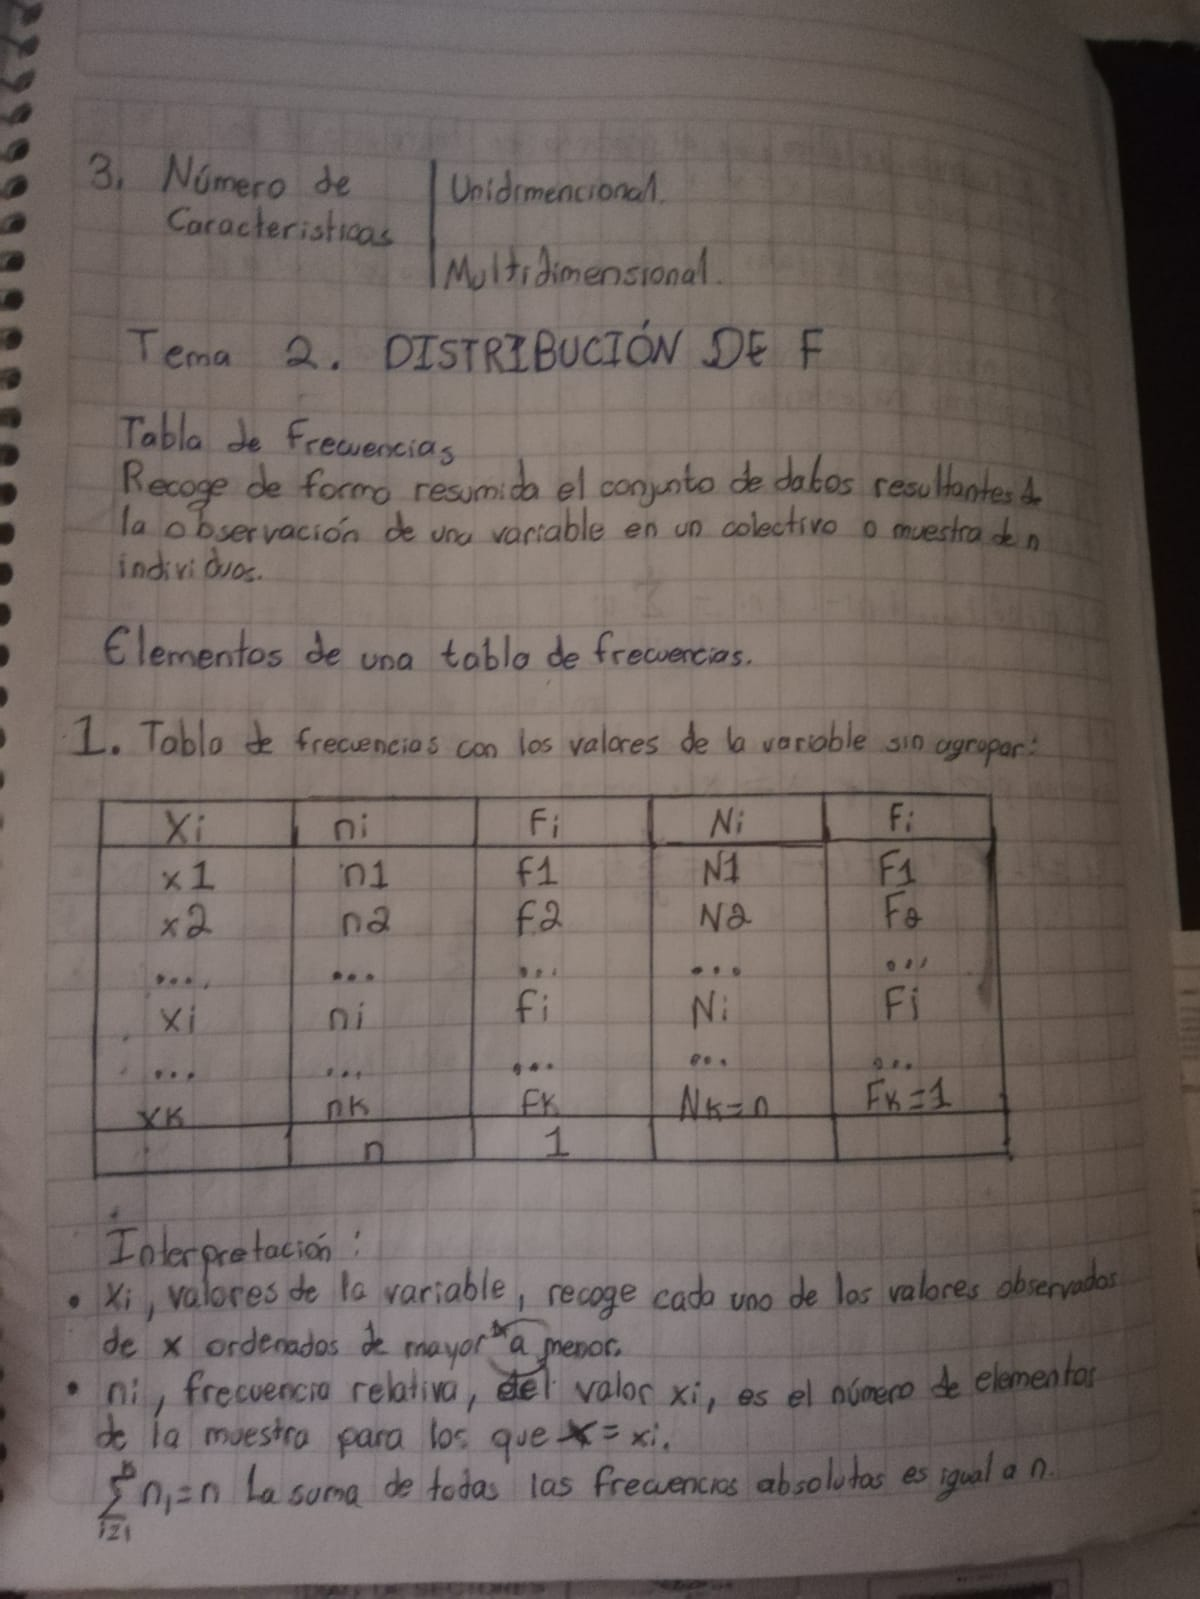 3. Número de | Unidimencional.
Caracteristicas
| Multidimensional.
Tema 2. DISTRIBUCIÓN DE F
Tabla de Frecuencias
Recoge de forma resumida el conjunto de datos resultantes de
la observación de una variable en un colectivo o muestra de n
individuos.
Elementos de una tabla de frecuencias.
1. Tabla de frecuencias con los valores de la variable sin agrupar:
Xi ni Fi Ni Fi
x1 n1 f1 N1 F1
x2 n2 f2 N2 F2
... ... ... ... ...
xi ni fi Ni Fi
... ... ... ... ...
xK nK fK NK=n FK=1
n 1
Interpretación:
• Xi, valores de la variable, recoge cada uno de los valores observados
de x ordenados de mayor a menor.
• ni, frecuencia relativa, del valor xi, es el número de elementos
de la muestra para los que x = xi.
∑ n₁=n La suma de todas las frecuencias absolutas es igual a n.
i=1